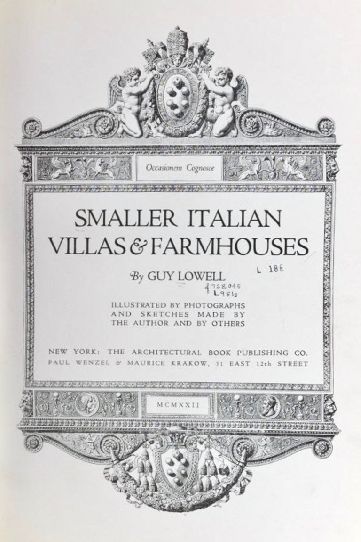 Occasionem Cognosce
SMALLER ITALIAN
VILLAS & FARMHOUSES
By GUY LOWELL
L 186
ILLUSTRATED BY PHOTOGRAPHS
AND SKETCHES MADE BY
THE AUTHOR AND BY OTHERS
NEW YORK: THE ARCHITECTURAL BOOK PUBLISHING CO.
PAUL WENZEL & MAURICE KRAKOW, 31 EAST 12th STREET
MCMXXII